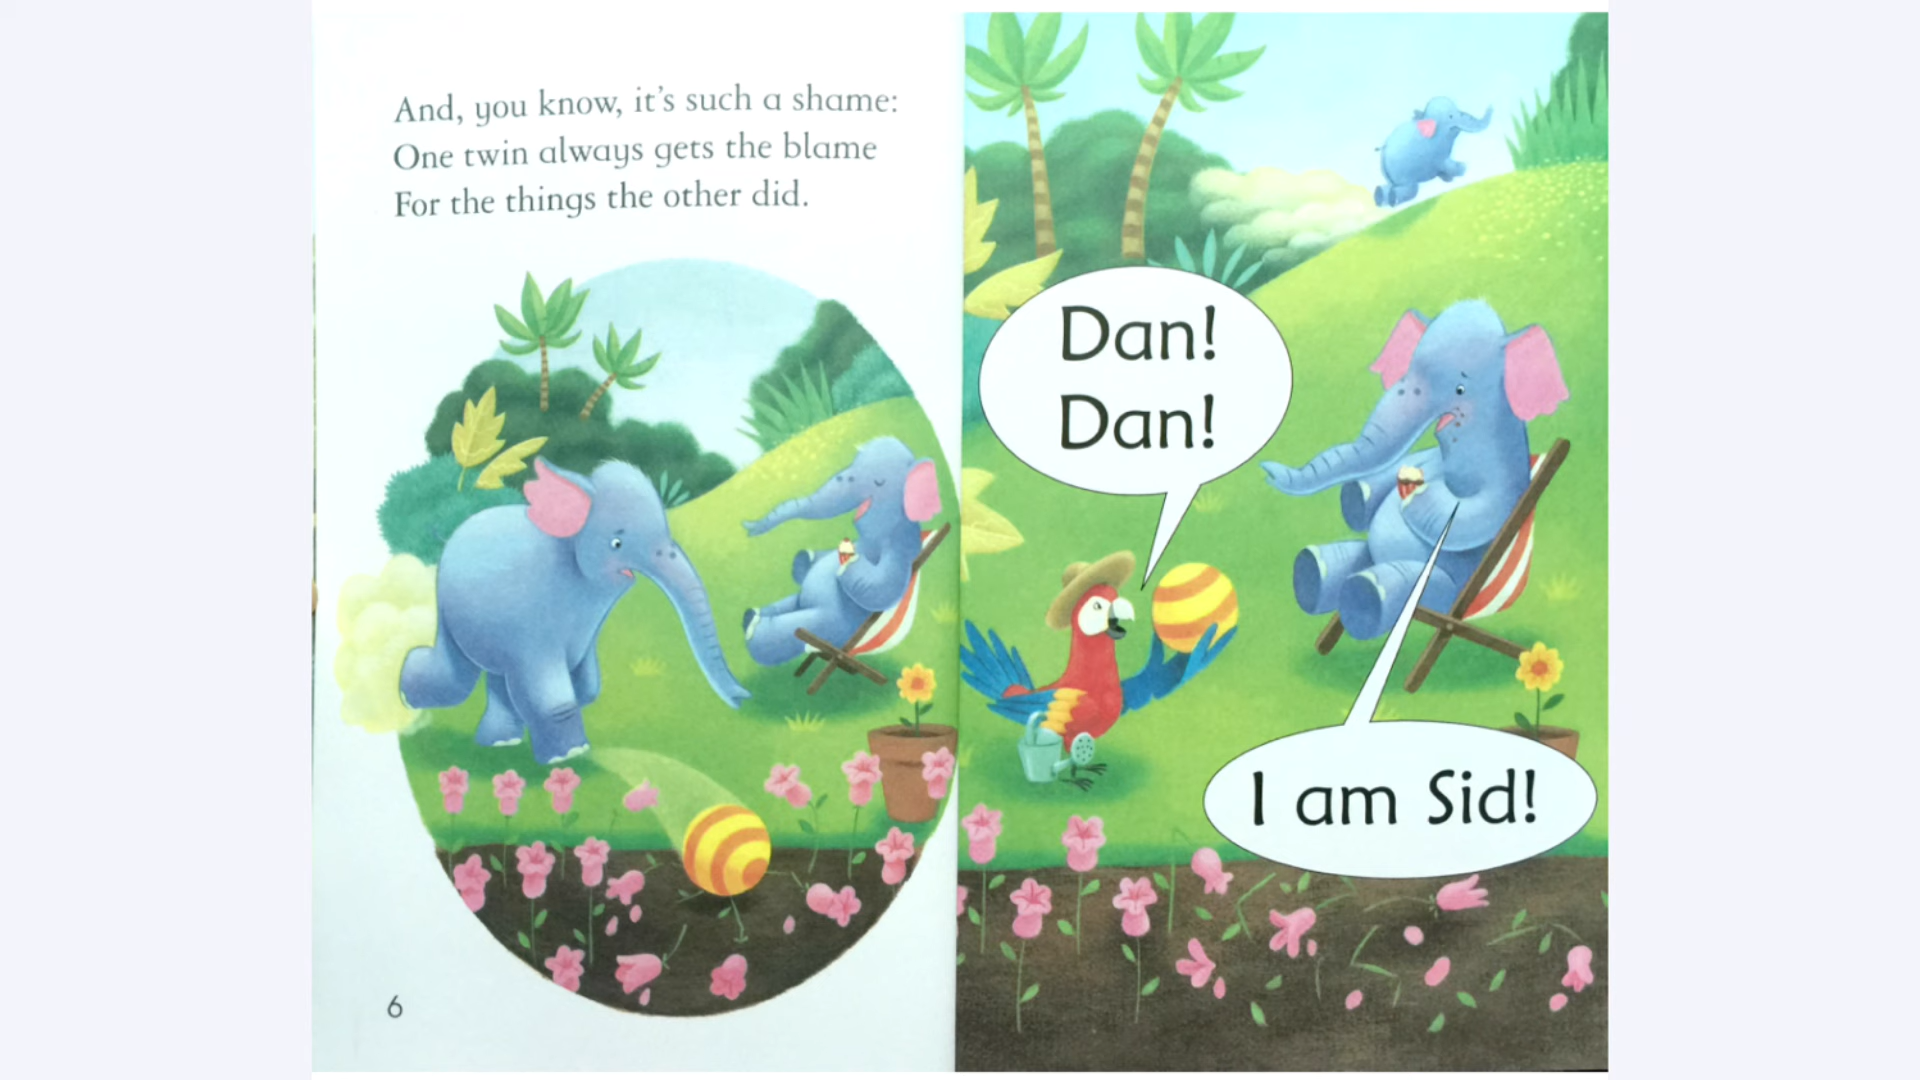 And, you know, it's such a shame:
One twin always gets the blame
For the things the other did.
6
Dan!
Dan!
I am Sid!